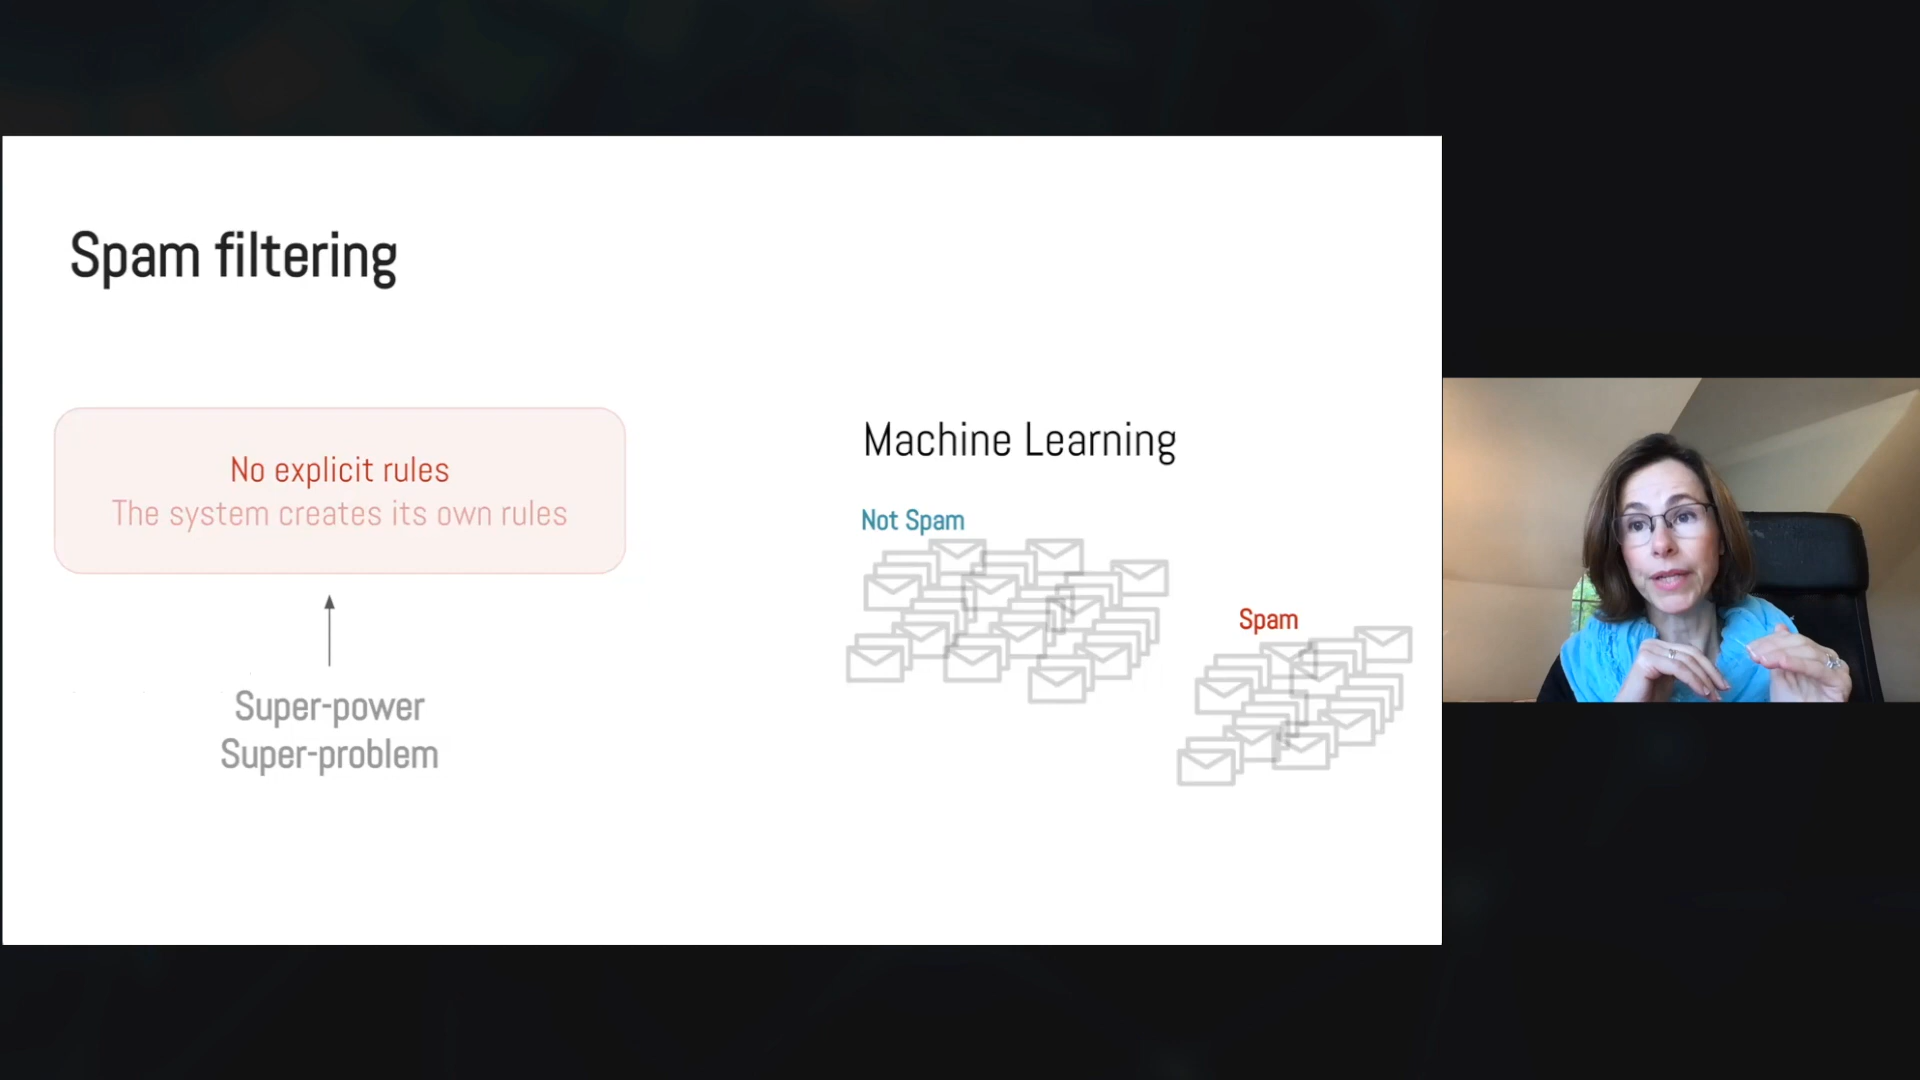 Spam filtering
No explicit rules
The system creates its own rules
Super-power
Super-problem
Machine Learning
Not Spam
Spam